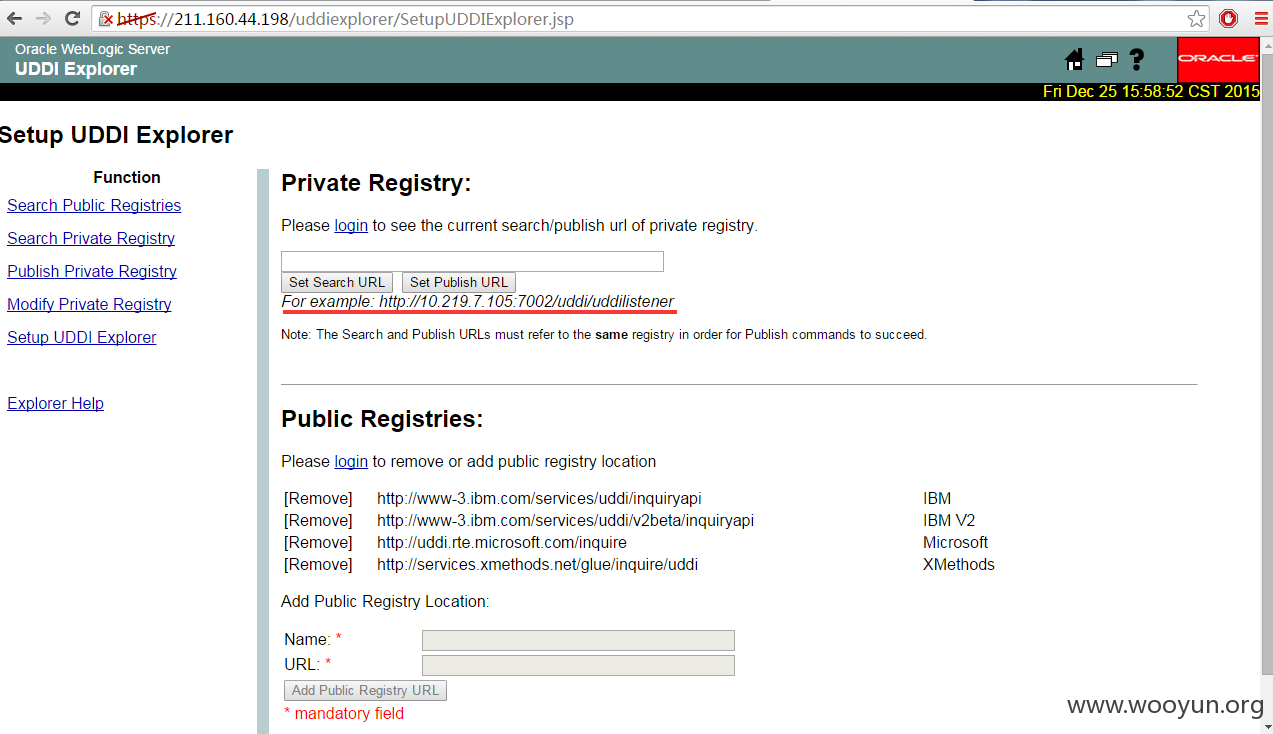 https://211.160.44.198/uddiexplorer/SetupUDDIExplorer.jsp
Oracle WebLogic Server
UDDI Explorer
ORACLE
Fri Dec 25 15:58:52 CST 2015
Setup UDDI Explorer
Function
Search Public Registries
Search Private Registry
Publish Private Registry
Modify Private Registry
Setup UDDI Explorer
Explorer Help
Private Registry:
Please login to see the current search/publish url of private registry.
Set Search URL Set Publish URL
For example: http://10.219.7.105:7002/uddi/uddilistener
Note: The Search and Publish URLs must refer to the same registry in order for Publish commands to succeed.
Public Registries:
Please login to remove or add public registry location
[Remove] http://www-3.ibm.com/services/uddi/inquiryapi IBM
[Remove] http://www-3.ibm.com/services/uddi/v2beta/inquiryapi IBM V2
[Remove] http://uddi.rte.microsoft.com/inquire Microsoft
[Remove] http://services.xmethods.net/glue/inquire/uddi XMethods
Add Public Registry Location:
Name: *
URL: *
Add Public Registry URL
* mandatory field
www.wooyun.org